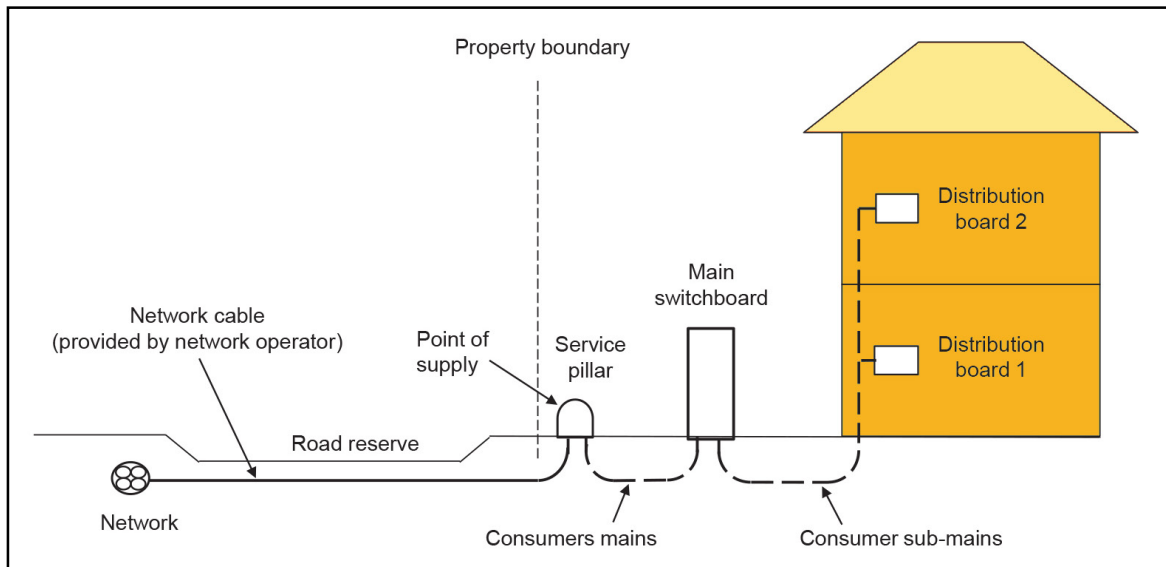 Property boundary
Distribution
board 2
Main
switchboard
Network cable
(provided by network operator)
Point of
supply
Service
pillar
Distribution
board 1
Road reserve
Network
Consumers mains
Consumer sub-mains